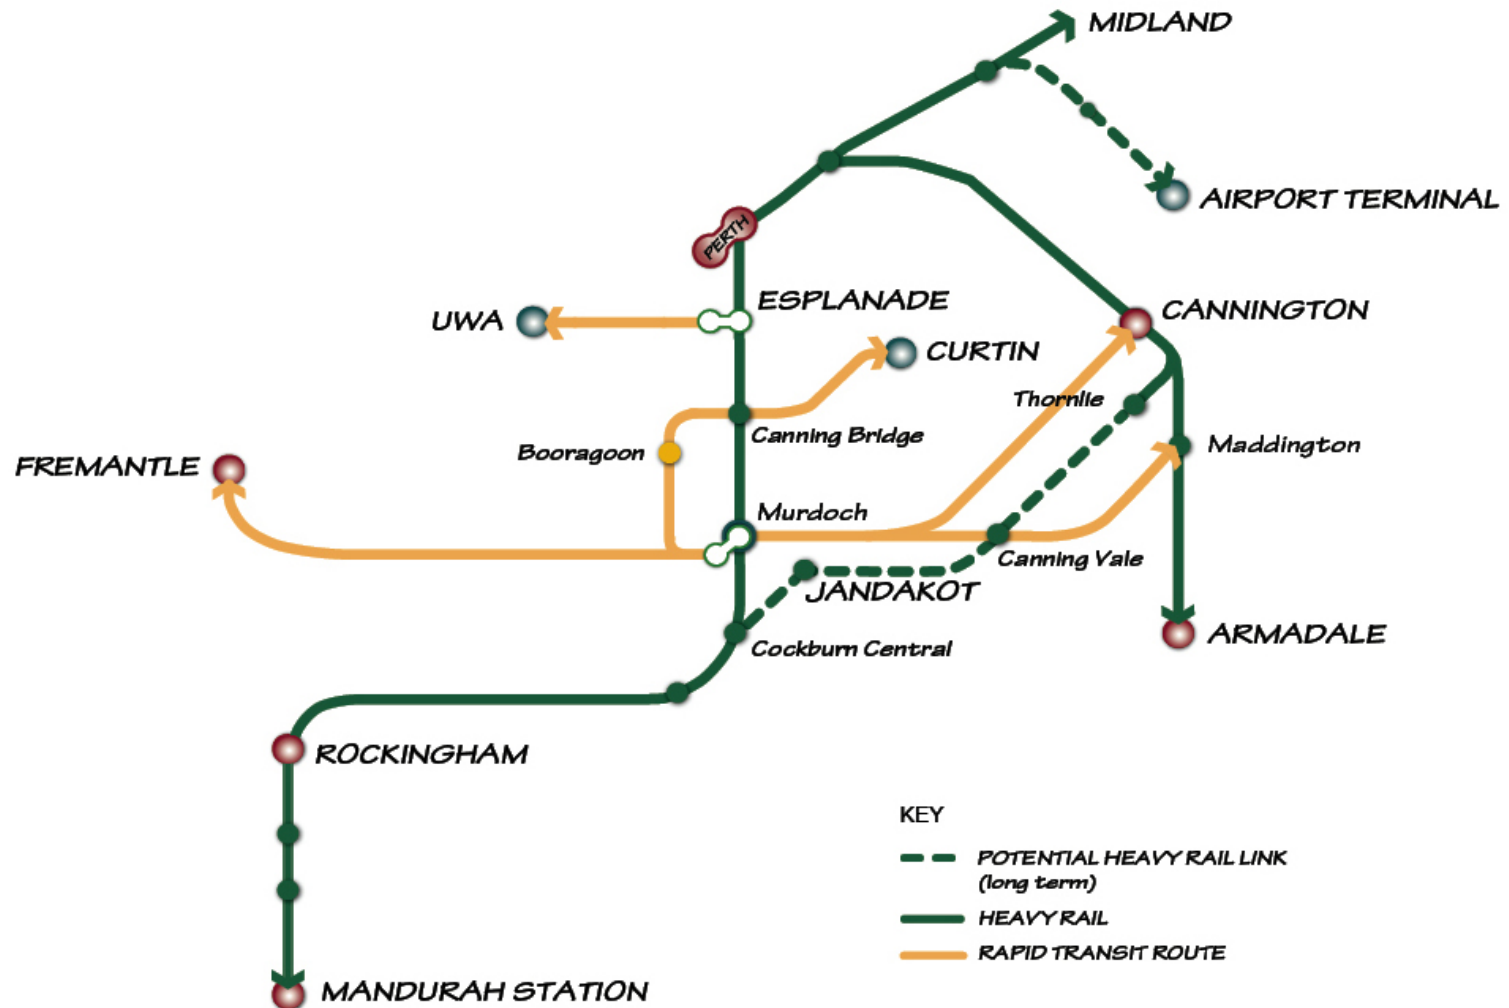 MIDLAND
AIRPORT TERMINAL
PERTH
ESPLANADE
UWA
CANNINGTON
CURTIN
Thornlie
Canning Bridge
Booragoon
Maddington
FREMANTLE
Murdoch
Canning Vale
JANDAKOT
ARMADALE
Cockburn Central
ROCKINGHAM
MANDURAH STATION
KEY
POTENTIAL HEAVY RAIL LINK
(long term)
HEAVY RAIL
RAPID TRANSIT ROUTE